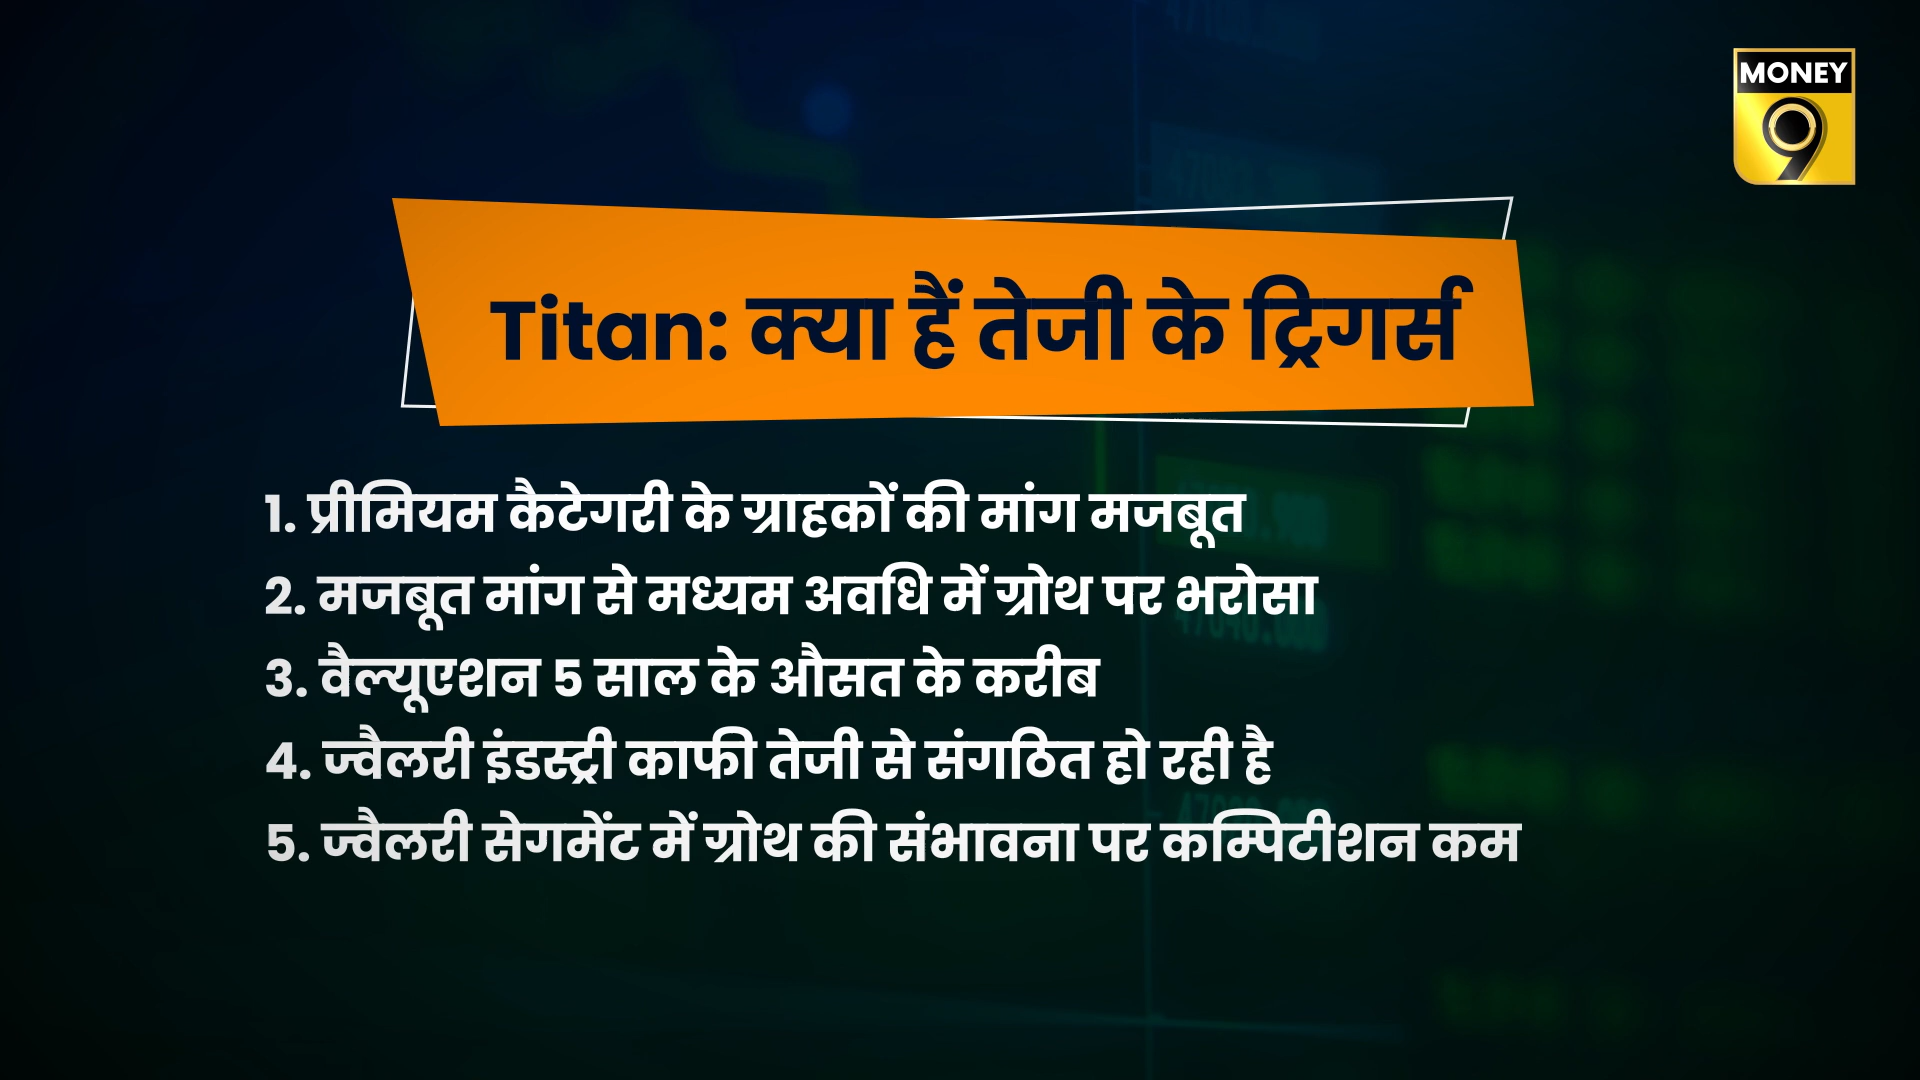 MONEY
9
Titan: क्या हैं तेजी के ट्रिगर्स
1. प्रीमियम कैटेगरी के ग्राहकों की मांग मजबूत
2. मजबूत मांग से मध्यम अवधि में ग्रोथ पर भरोसा
3. वैल्यूएशन 5 साल के औसत के करीब
4. ज्वैलरी इंडस्ट्री काफी तेजी से संगठित हो रही है
5. ज्वैलरी सेगमेंट में ग्रोथ की संभावना पर कम्पिटीशन कम